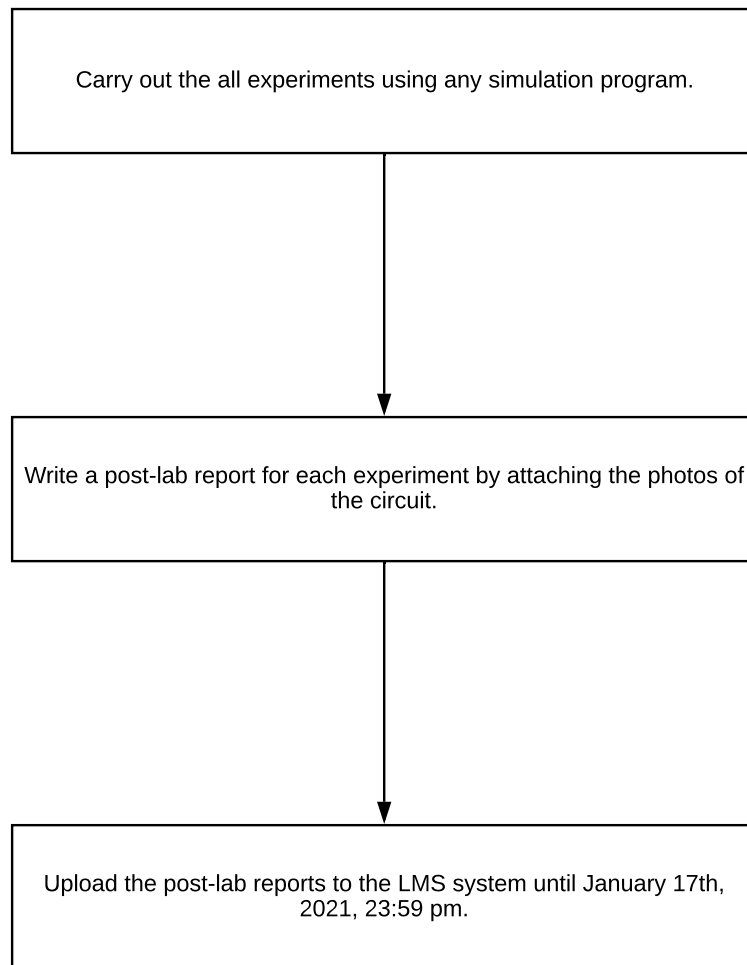 Carry out the all experiments using any simulation program.
Write a post-lab report for each experiment by attaching the photos of
the circuit.
Upload the post-lab reports to the LMS system until January 17th,
2021, 23:59 pm.